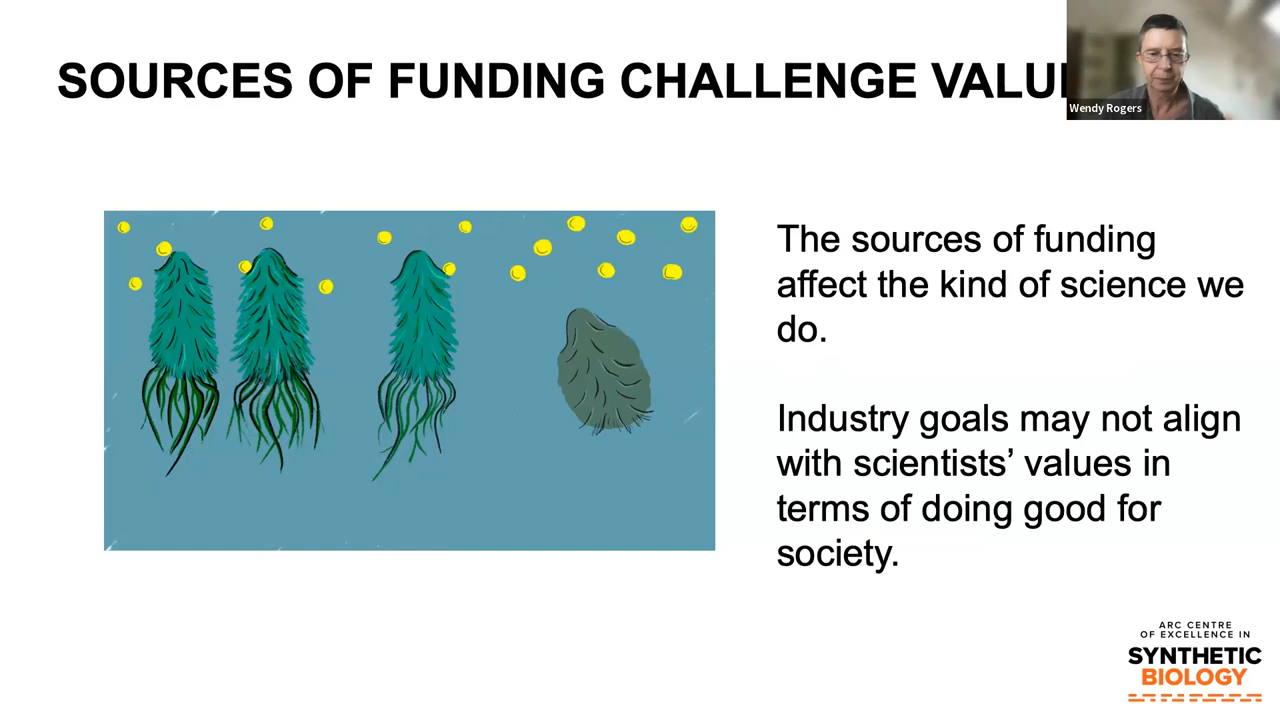 SOURCES OF FUNDING CHALLENGE
Wendy Rogers
The sources of funding
affect the kind of science we
do.
Industry goals may not align
with scientists’ values in
terms of doing good for
society.
ARC CENTRE
OF EXCELLENCE IN
SYNTHETIC
BIOLOGY